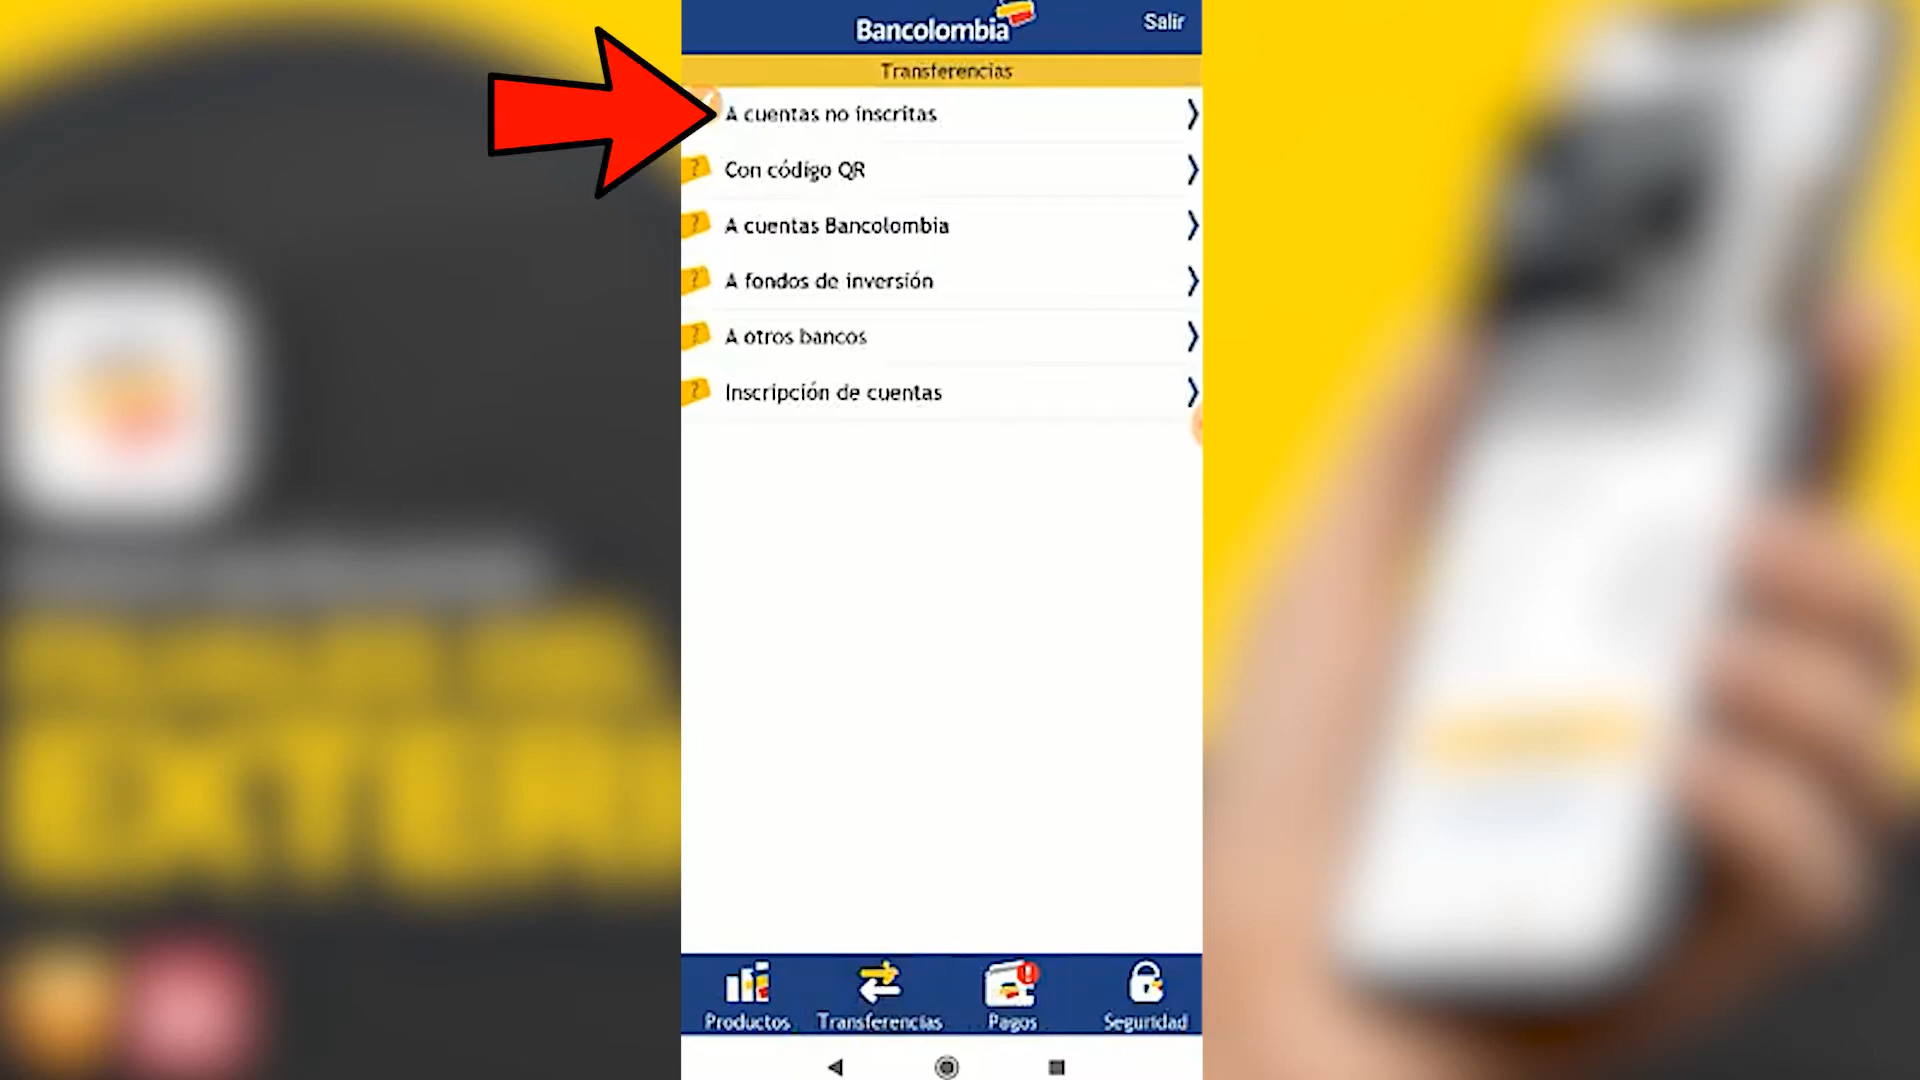 Bancolombia
Salir
Transferencias
A cuentas no inscritas
Con código QR
A cuentas Bancolombia
A fondos de inversión
A otros bancos
Inscripción de cuentas
Productos
Transferencias
Pagos
Seguridad